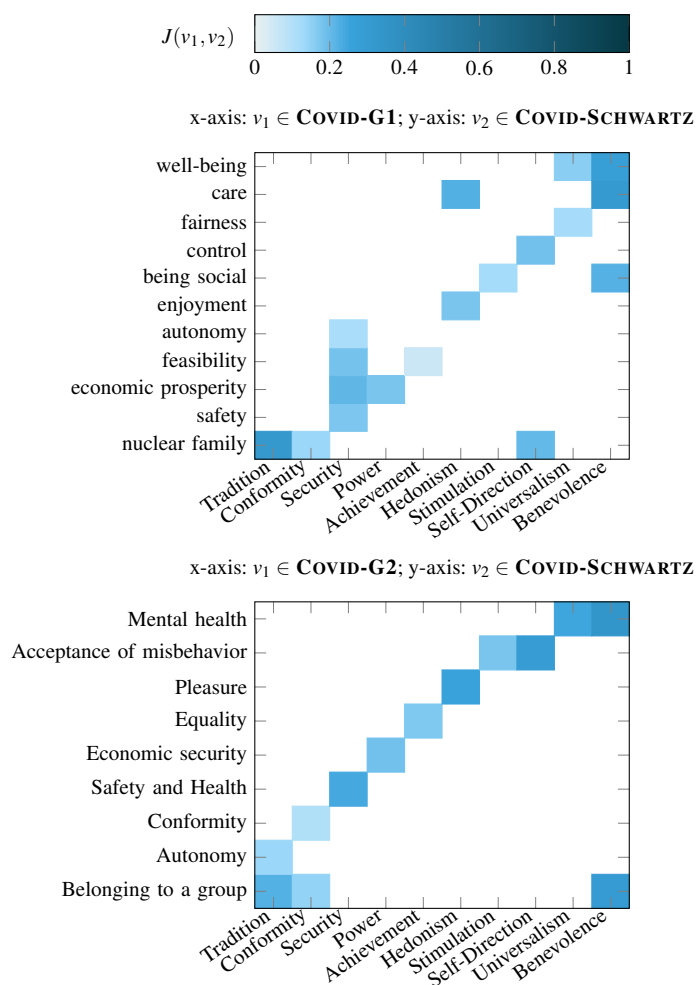 J(v₁,v₂)
0 0.2 0.4 0.6 0.8 1
x-axis: v₁ ∈ COVID-G1; y-axis: v₂ ∈ COVID-SCHWARTZ
well-being
care
fairness
control
being social
enjoyment
autonomy
feasibility
economic prosperity
safety
nuclear family
Tradition
Conformity
Security
Power
Achievement
Hedonism
Stimulation
Self-Direction
Universalism
Benevolence
x-axis: v₁ ∈ COVID-G2; y-axis: v₂ ∈ COVID-SCHWARTZ
Mental health
Acceptance of misbehavior
Pleasure
Equality
Economic security
Safety and Health
Conformity
Autonomy
Belonging to a group
Tradition
Conformity
Security
Power
Achievement
Hedonism
Stimulation
Self-Direction
Universalism
Benevolence